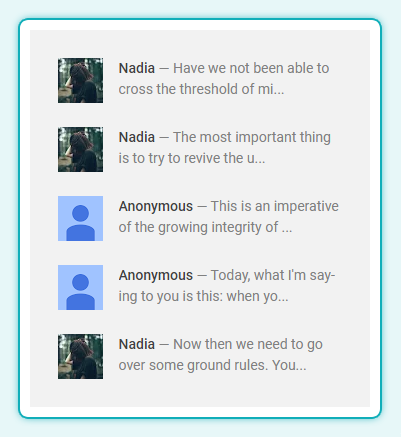 Nadia — Have we not been able to
cross the threshold of mi...
Nadia — The most important thing
is to try to revive the u...
Anonymous — This is an imperative
of the growing integrity of ...
Anonymous — Today, what I'm say-
ing to you is this: when yo...
Nadia — Now then we need to go
over some ground rules. You...